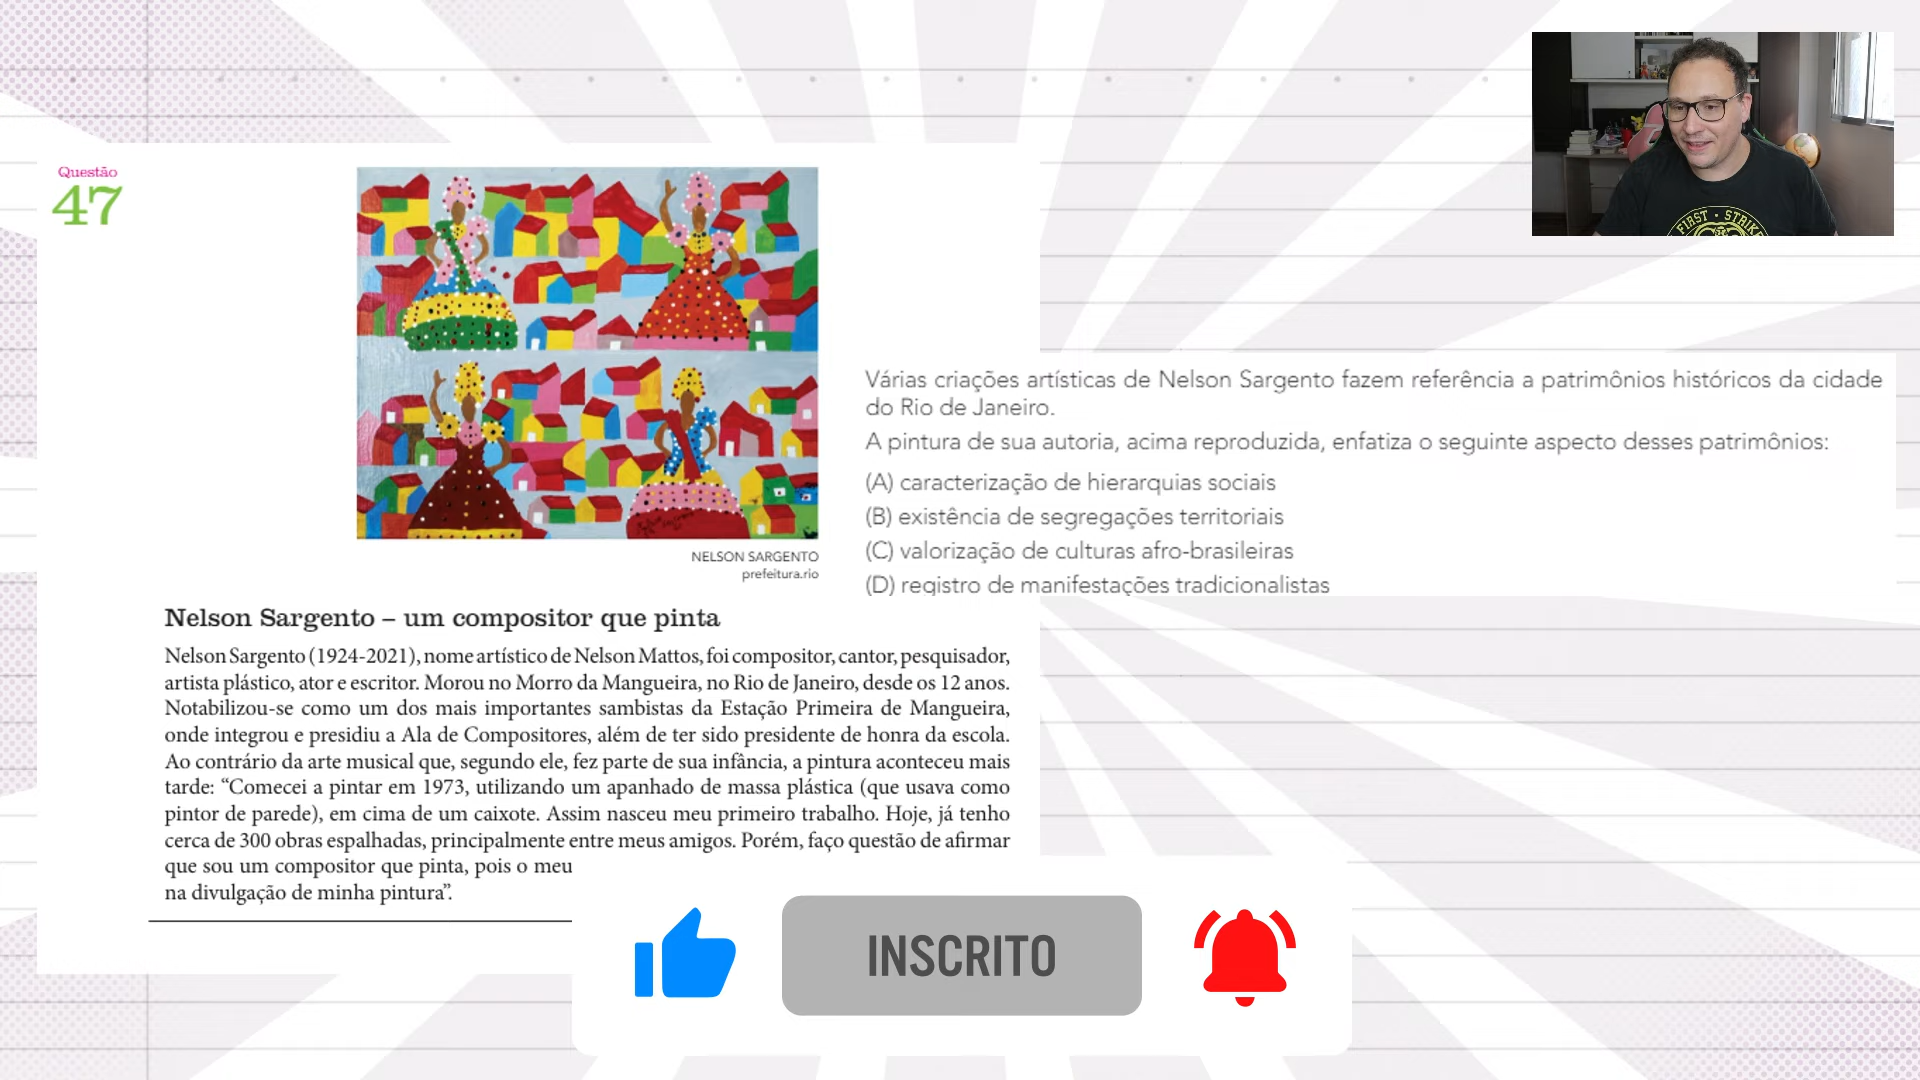 Questão
47
NELSON SARGENTO
prefeitura.rio
Nelson Sargento – um compositor que pinta
Nelson Sargento (1924-2021), nome artístico de Nelson Mattos, foi compositor, cantor, pesquisador,
artista plástico, ator e escritor. Morou no Morro da Mangueira, no Rio de Janeiro, desde os 12 anos.
Notabilizou-se como um dos mais importantes sambistas da Estação Primeira de Mangueira,
onde integrou e presidiu a Ala de Compositores, além de ter sido presidente de honra da escola.
Ao contrário da arte musical que, segundo ele, fez parte de sua infância, a pintura aconteceu mais
tarde: “Comecei a pintar em 1973, utilizando um apanhado de massa plástica (que usava como
pintor de parede), em cima de um caixote. Assim nasceu meu primeiro trabalho. Hoje, já tenho
cerca de 300 obras espalhadas, principalmente entre meus amigos. Porém, faço questão de afirmar
que sou um compositor que pinta, pois o meu
na divulgação de minha pintura”.
Várias criações artísticas de Nelson Sargento fazem referência a patrimônios históricos da cidade
do Rio de Janeiro.
A pintura de sua autoria, acima reproduzida, enfatiza o seguinte aspecto desses patrimônios:
(A) caracterização de hierarquias sociais
(B) existência de segregações territoriais
(C) valorização de culturas afro-brasileiras
(D) registro de manifestações tradicionalistas
FIRST • STRIKE
INSCRITO